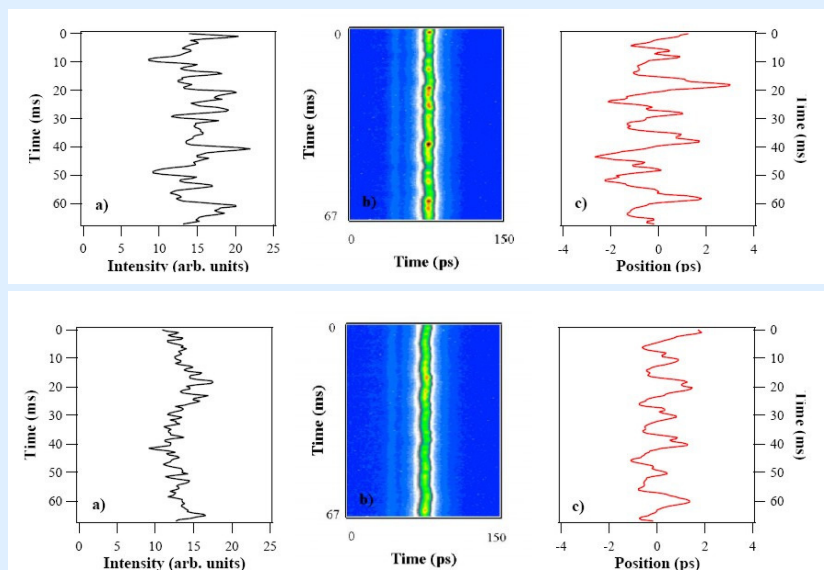 0
10
20
30
40
50
60
Time (ms)
a)
0 5 10 15 20 25
Intensity (arb. units)
0
Time (ms)
67
b)
0 150
Time (ps)
0
10
20
30
40
50
60
Time (ms)
c)
-4 -2 0 2 4
Position (ps)
0
10
20
30
40
50
60
Time (ms)
a)
0 5 10 15 20 25
Intensity (arb. units)
0
Time (ms)
67
b)
0 150
Time (ps)
0
10
20
30
40
50
60
Time (ms)
c)
-4 -2 0 2 4
Position (ps)